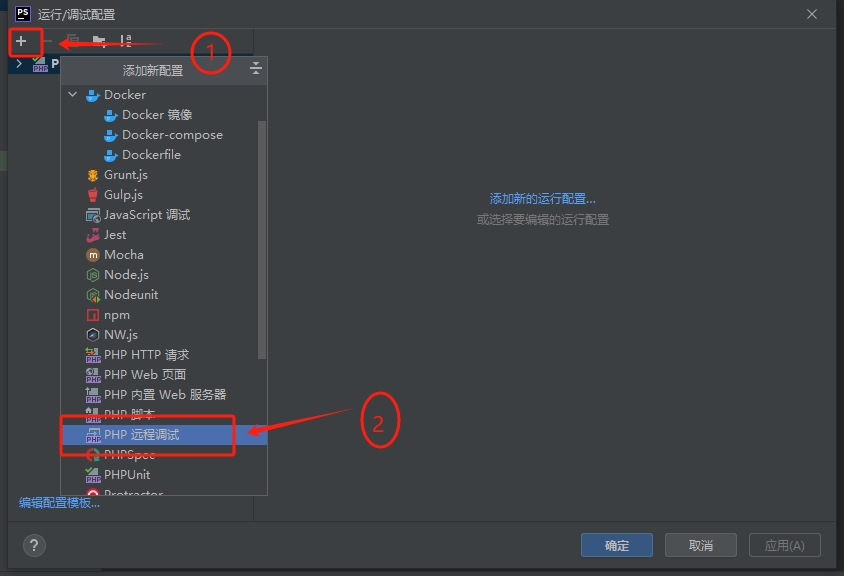 PS 运行/调试配置
1
P
添加新配置
Docker
Docker 镜像
Docker-compose
Dockerfile
Grunt.js
Gulp.js
JavaScript 调试
Jest
Mocha
Node.js
Nodeunit
npm
NW.js
PHP HTTP 请求
PHP Web 页面
PHP 内置 Web 服务器
PHP 脚本
PHP 远程调试
PHPSpec
PHPUnit
Protractor
2
添加新的运行配置...
或选择要编辑的运行配置
编辑配置模板...
?
确定
取消
应用(A)